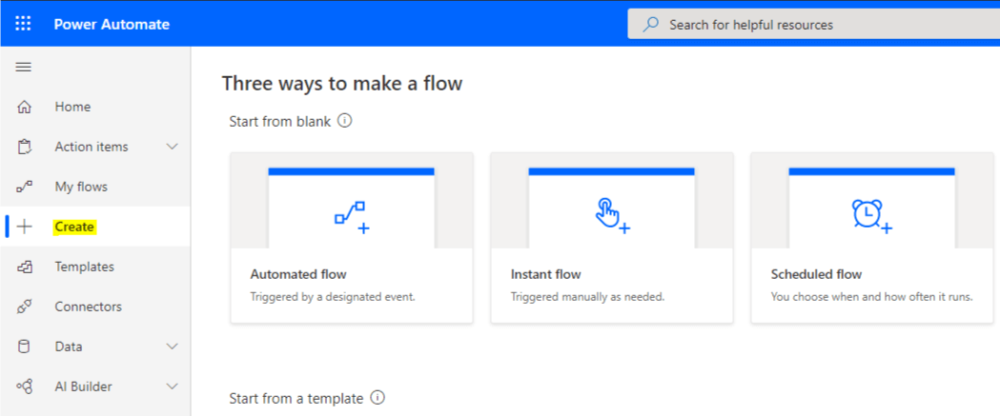 Power Automate
Search for helpful resources
Home
Action items
My flows
Create
Templates
Connectors
Data
AI Builder
Three ways to make a flow
Start from blank
Automated flow
Triggered by a designated event.
Instant flow
Triggered manually as needed.
Scheduled flow
You choose when and how often it runs.
Start from a template